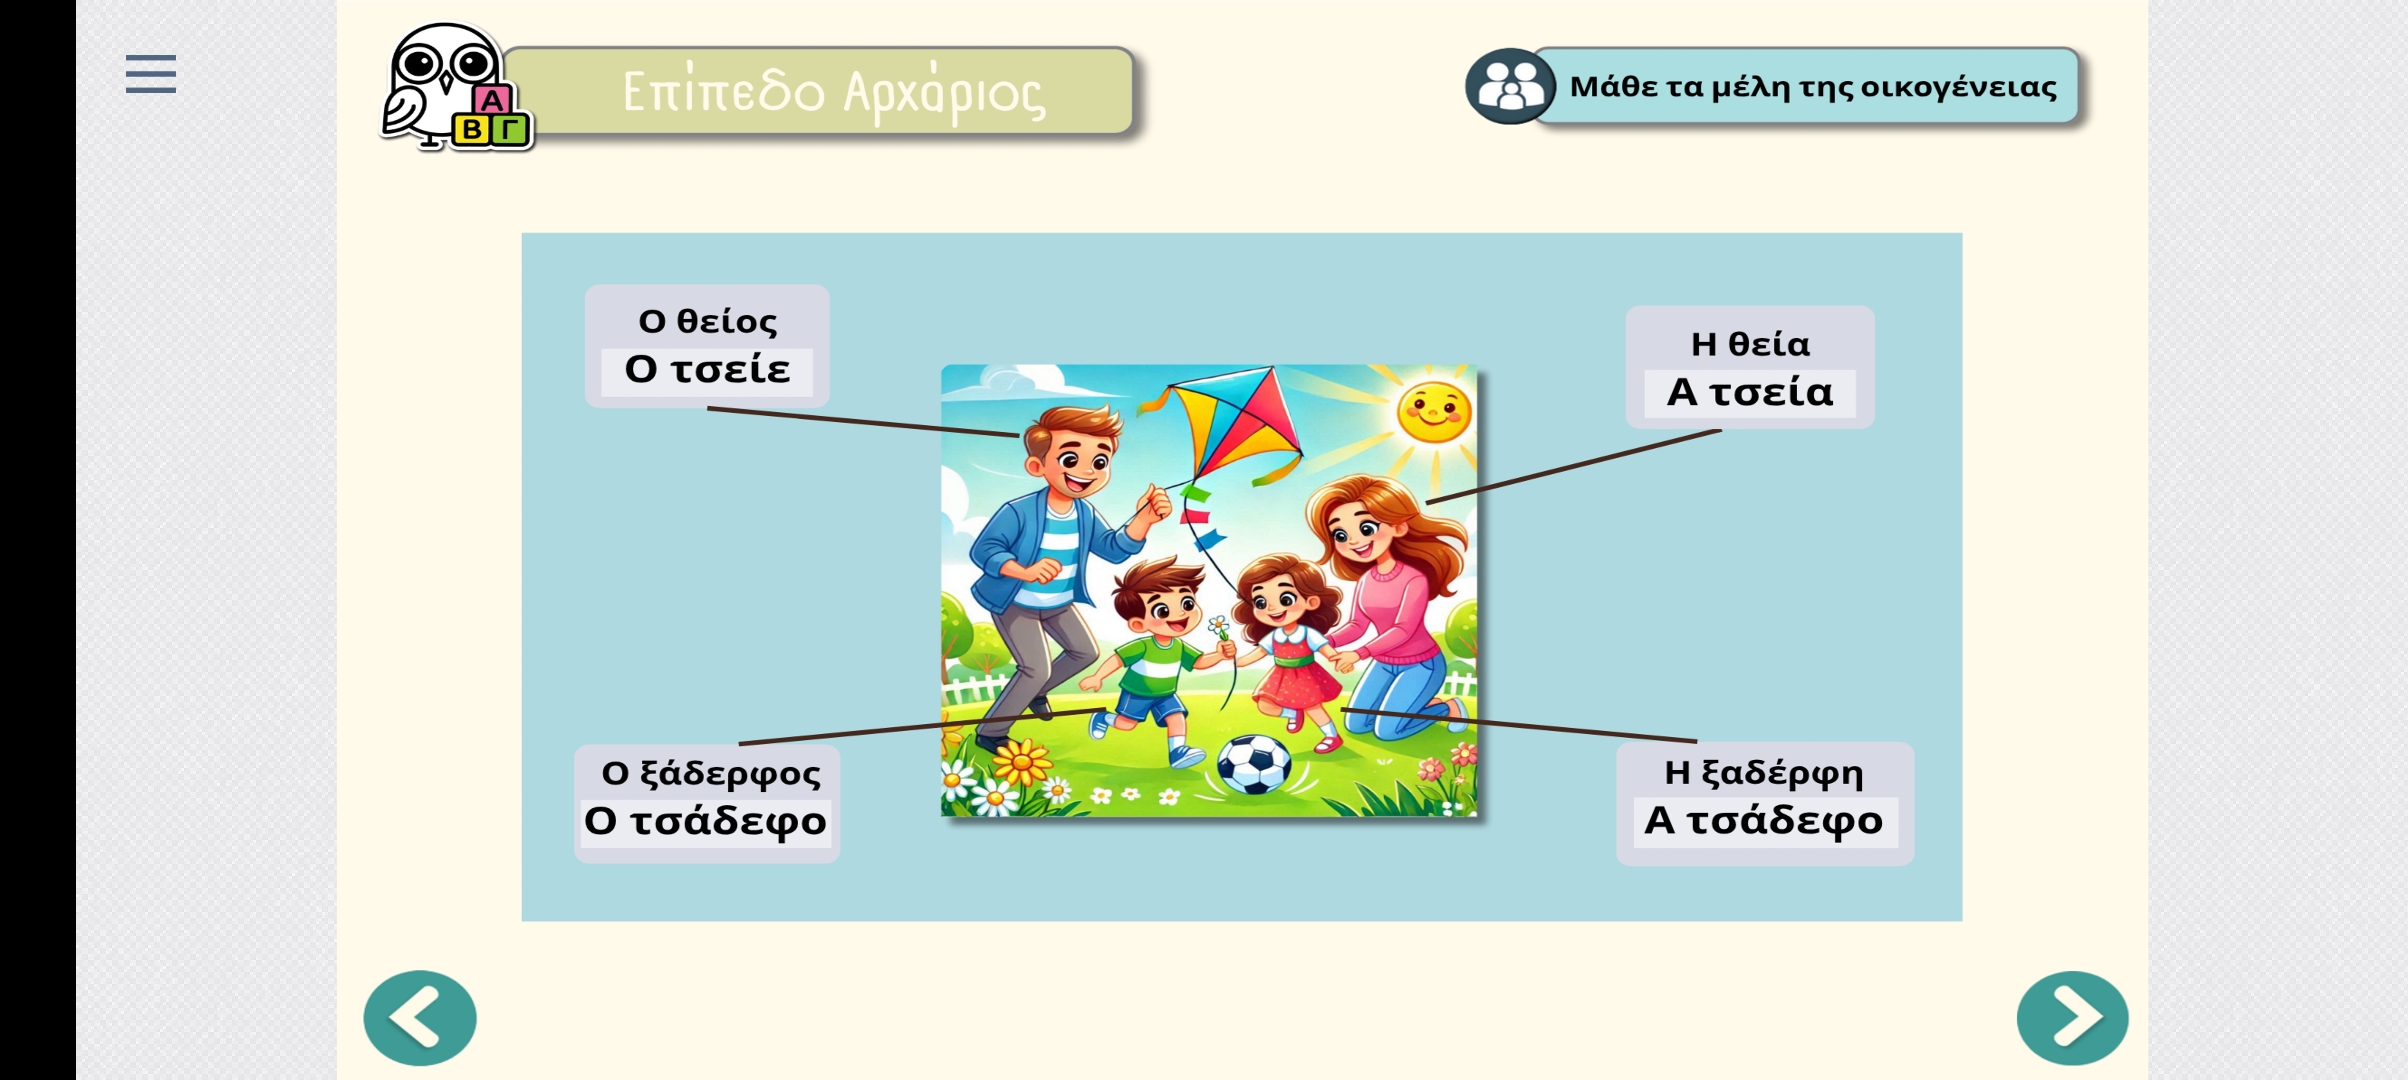 Α
Β Γ
Επίπεδο Αρχάριος
Μάθε τα μέλη της οικογένειας
Ο θείος
Ο τσείε
Η θεία
Α τσεία
Ο ξάδερφος
Ο τσάδεφο
Η ξαδέρφη
Α τσάδεφο